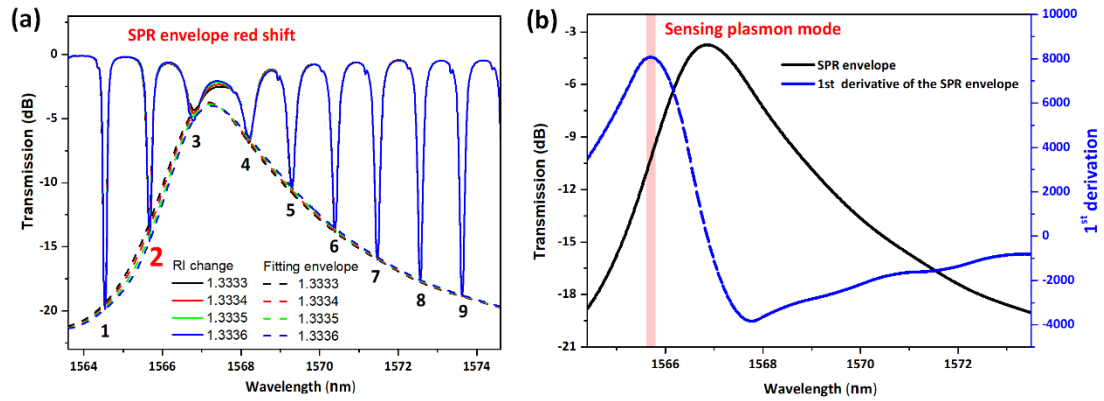 (a)
SPR envelope red shift
0
-5
-10
-15
-20
Transmission (dB)
1
2
3
4
5
6
7
8
9
RI change Fitting envelope
1.3333 1.3333
1.3334 1.3334
1.3335 1.3335
1.3336 1.3336
1564 1566 1568 1570 1572 1574
Wavelength (nm)
(b)
Sensing plasmon mode
SPR envelope
1st derivative of the SPR envelope
-3
-6
-9
-12
-15
-18
-21
Transmission (dB)
10000
8000
6000
4000
2000
0
-2000
-4000
1st derivation
1566 1568 1570 1572
Wavelength (nm)